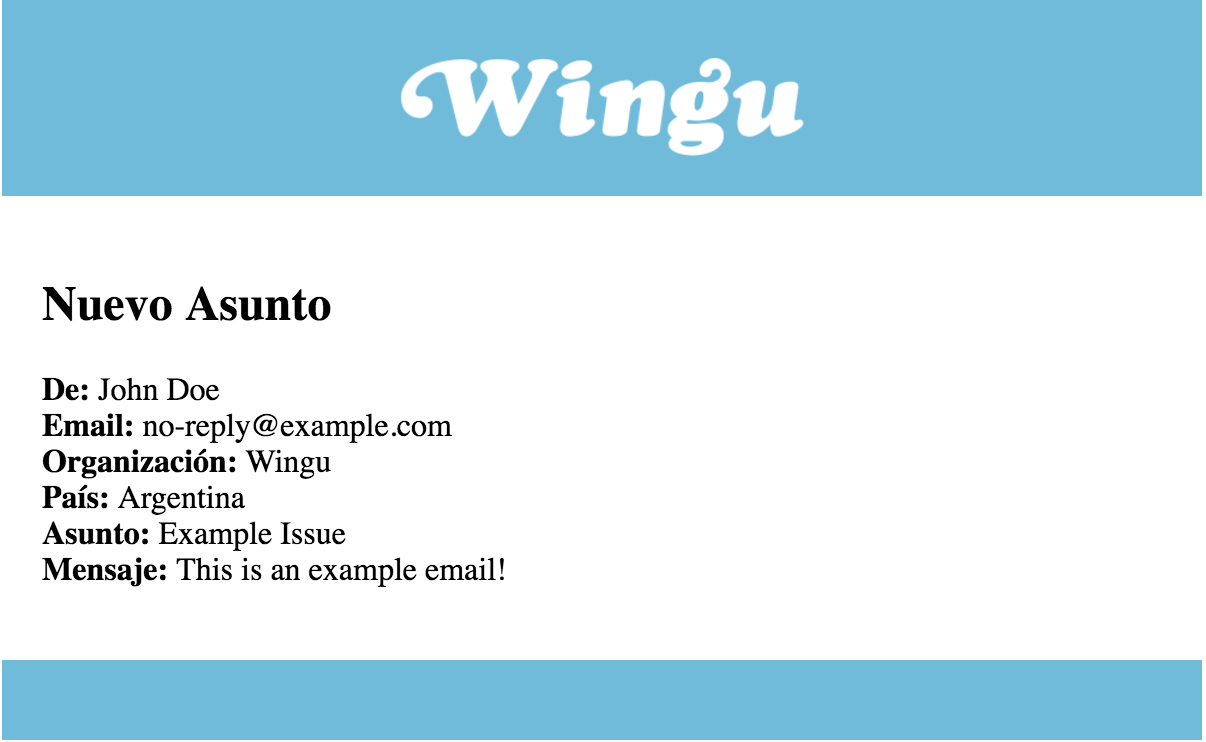 Wingu
Nuevo Asunto
De: John Doe
Email: no-reply@example.com
Organización: Wingu
País: Argentina
Asunto: Example Issue
Mensaje: This is an example email!